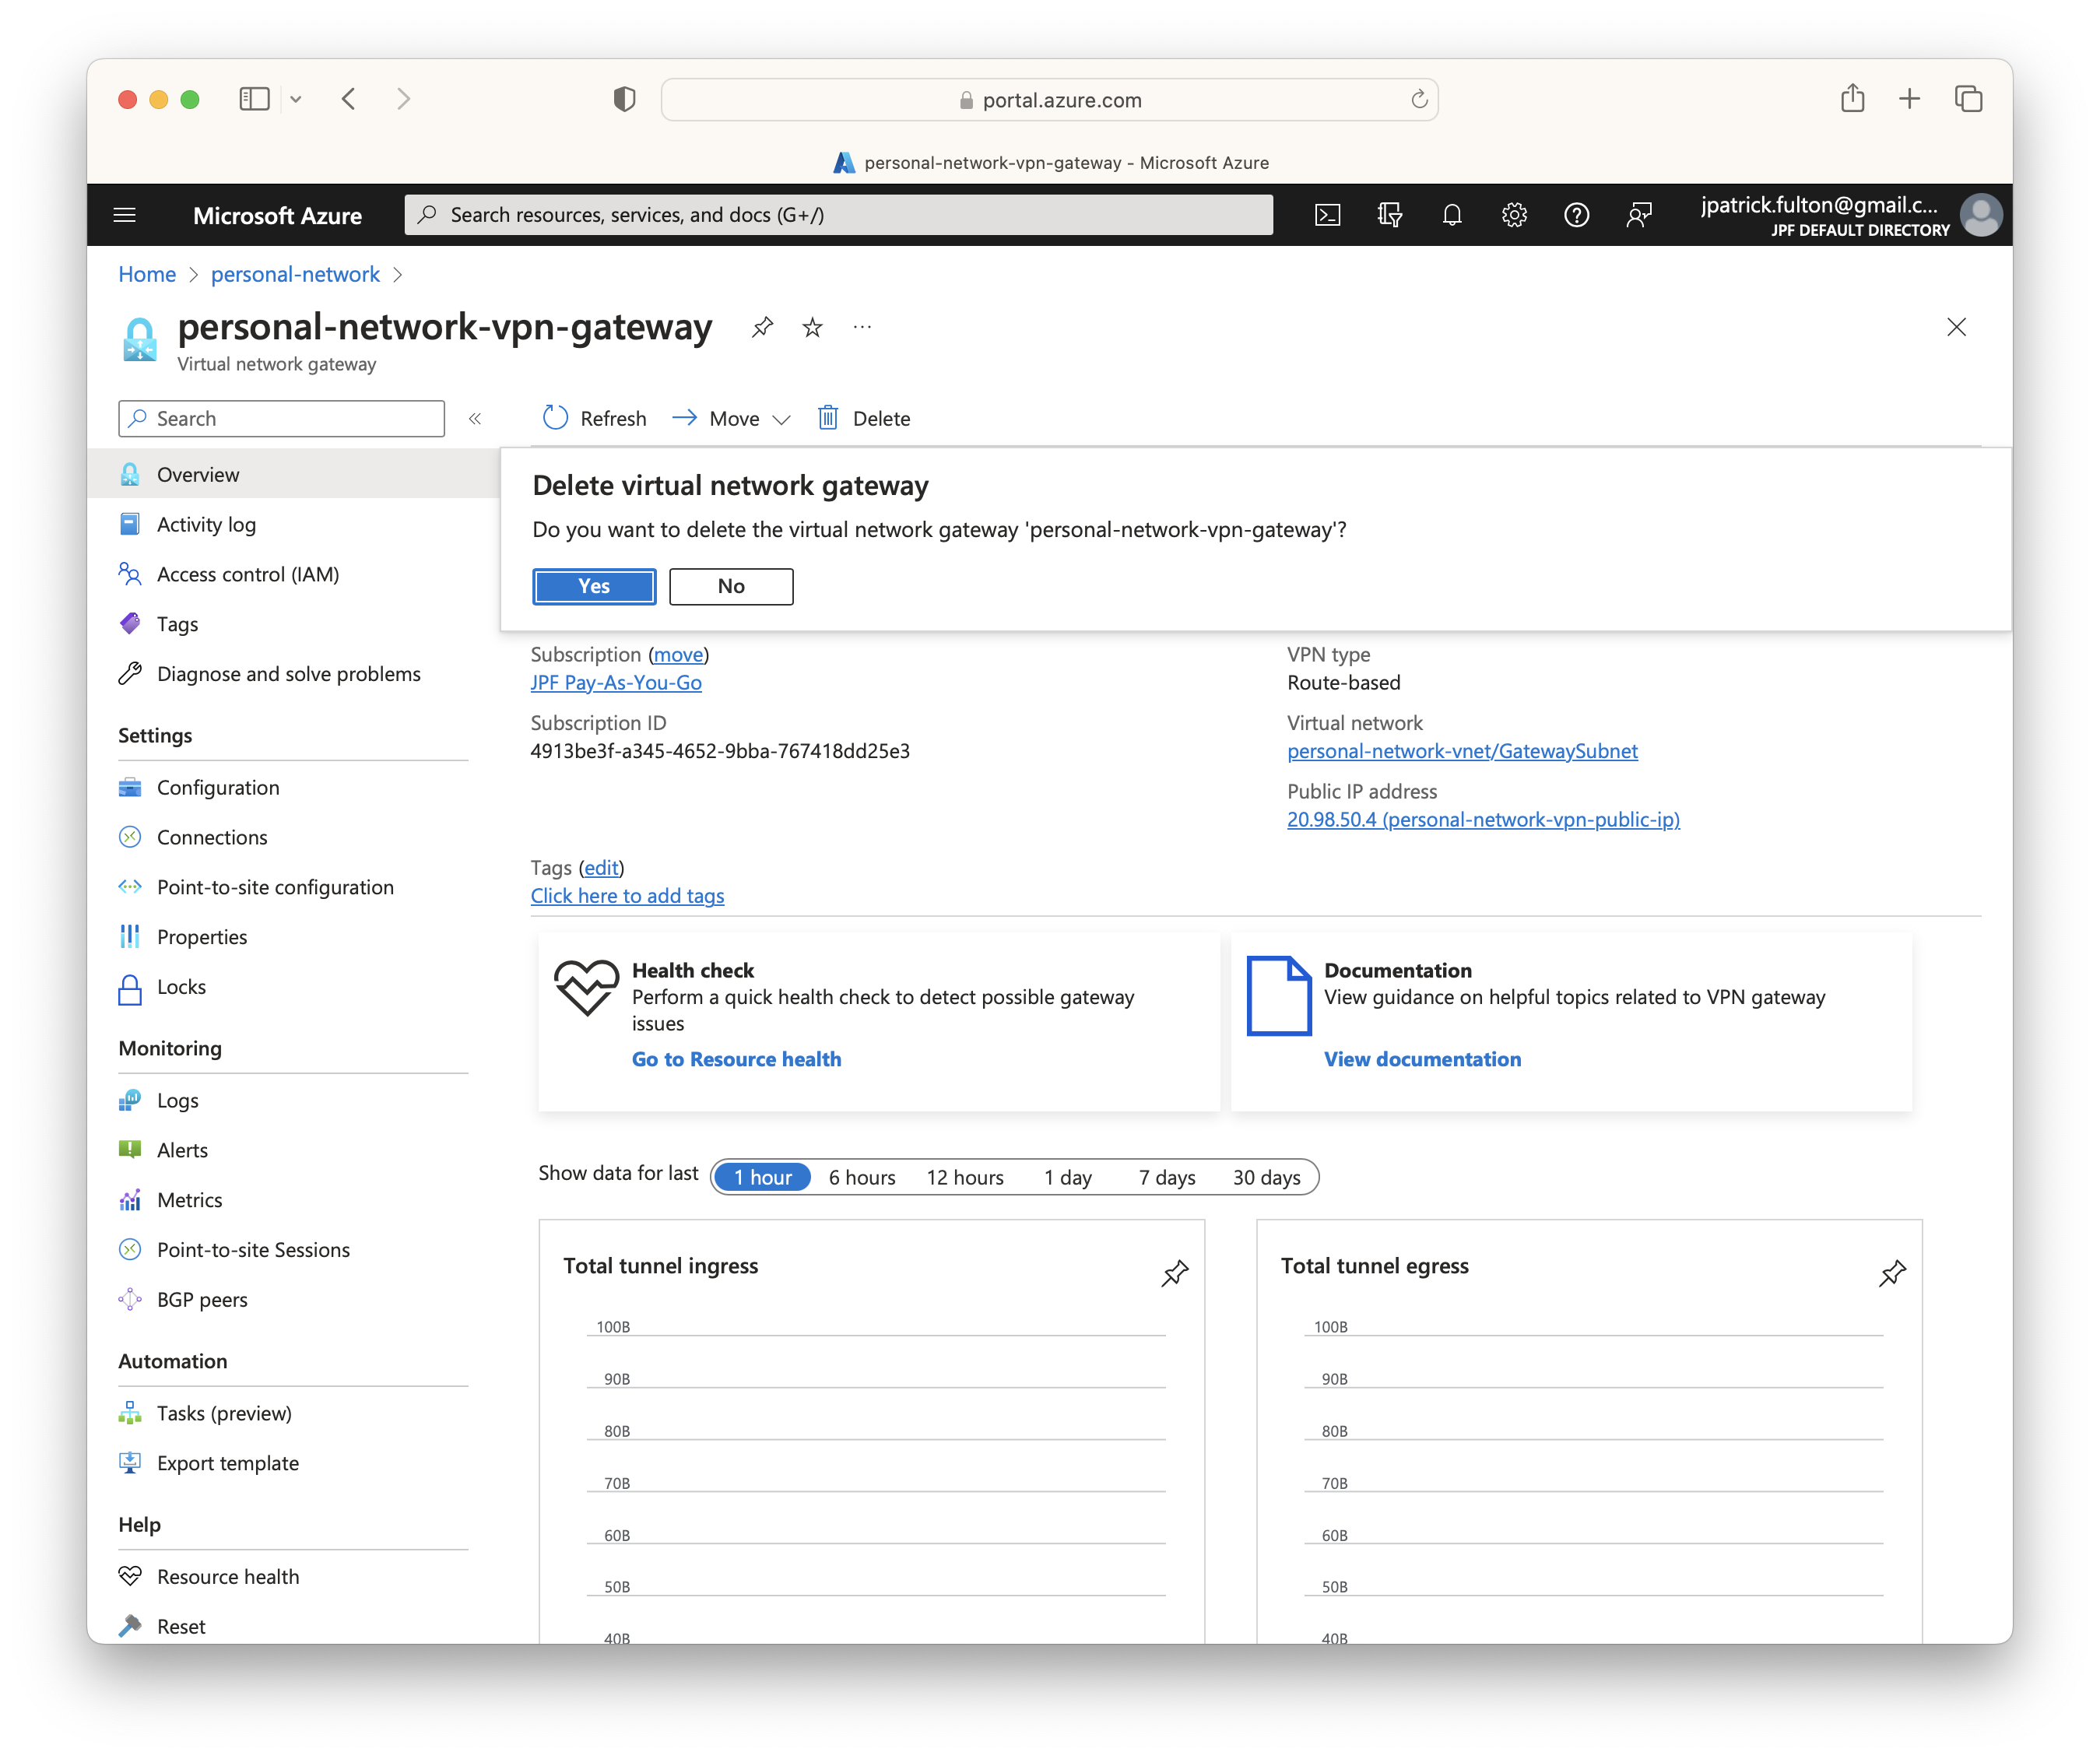 portal.azure.com
personal-network-vpn-gateway - Microsoft Azure
Microsoft Azure
Search resources, services, and docs (G+/)
jpatrick.fulton@gmail.c...
JPF DEFAULT DIRECTORY
Home > personal-network >
personal-network-vpn-gateway
Virtual network gateway
Search
Refresh
Move
Delete
Overview
Activity log
Access control (IAM)
Tags
Diagnose and solve problems
Settings
Configuration
Connections
Point-to-site configuration
Properties
Locks
Monitoring
Logs
Alerts
Metrics
Point-to-site Sessions
BGP peers
Automation
Tasks (preview)
Export template
Help
Resource health
Reset
Delete virtual network gateway
Do you want to delete the virtual network gateway 'personal-network-vpn-gateway'?
Yes
No
Subscription (move)
JPF Pay-As-You-Go
Subscription ID
4913be3f-a345-4652-9bba-767418dd25e3
VPN type
Route-based
Virtual network
personal-network-vnet/GatewaySubnet
Public IP address
20.98.50.4 (personal-network-vpn-public-ip)
Tags (edit)
Click here to add tags
Health check
Perform a quick health check to detect possible gateway
issues
Go to Resource health
Documentation
View guidance on helpful topics related to VPN gateway
View documentation
Show data for last
1 hour
6 hours
12 hours
1 day
7 days
30 days
Total tunnel ingress
100B
90B
80B
70B
60B
50B
40B
Total tunnel egress
100B
90B
80B
70B
60B
50B
40B